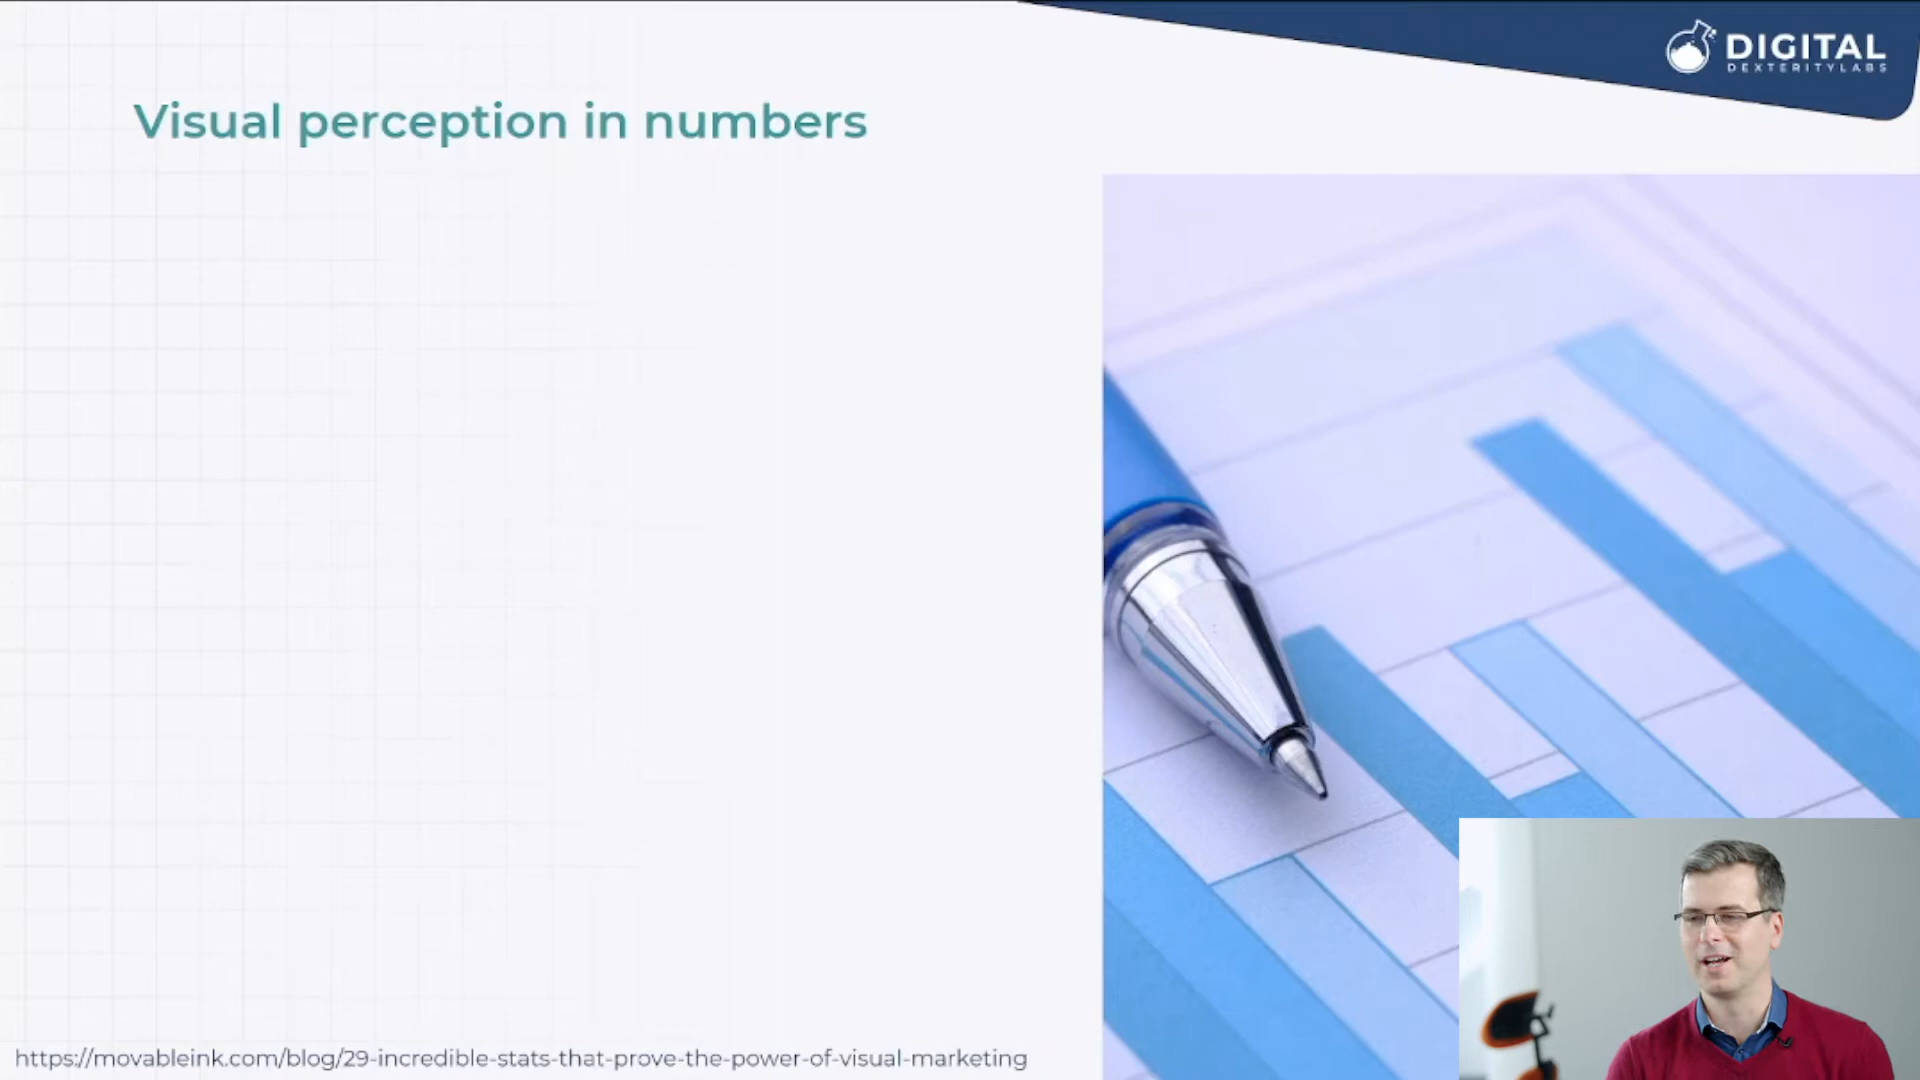 DIGITAL
DEXTERITYLABS
Visual perception in numbers
https://movableink.com/blog/29-incredible-stats-that-prove-the-power-of-visual-marketing